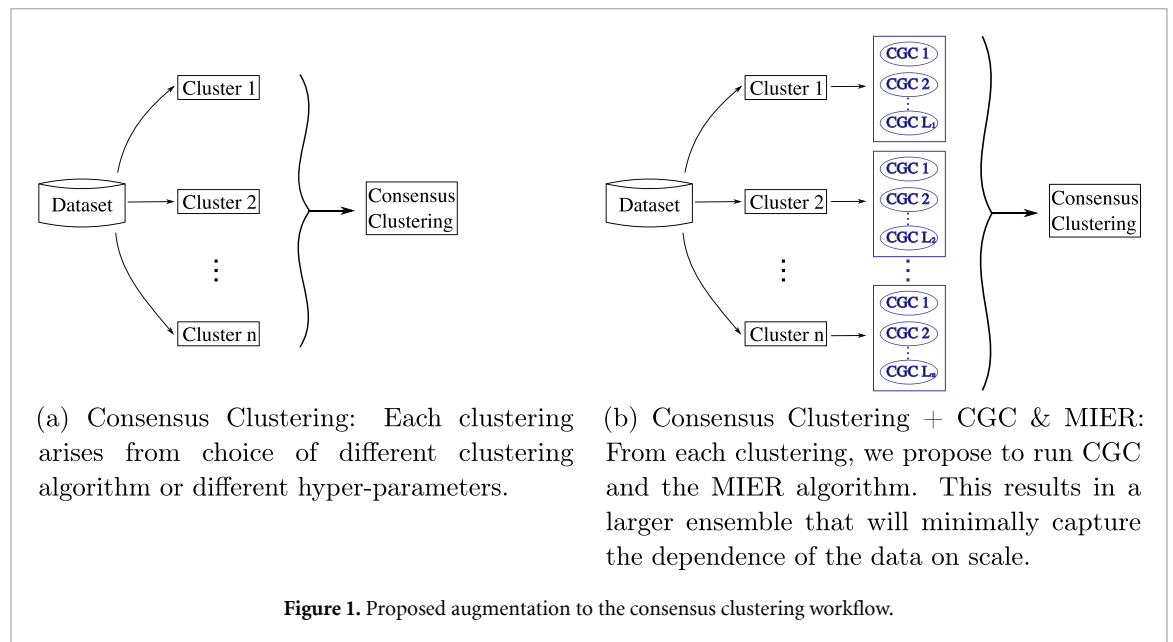 Dataset
Cluster 1
Cluster 2
⋮
Cluster n
Consensus
Clustering
Dataset
Cluster 1
Cluster 2
⋮
Cluster n
CGC 1
CGC 2
CGC L₁
CGC 1
CGC 2
CGC L₂
⋮
CGC 1
CGC 2
CGC Lₙ
Consensus
Clustering
(a) Consensus Clustering: Each clustering
arises from choice of different clustering
algorithm or different hyper-parameters.
(b) Consensus Clustering + CGC & MIER:
From each clustering, we propose to run CGC
and the MIER algorithm. This results in a
larger ensemble that will minimally capture
the dependence of the data on scale.
Figure 1. Proposed augmentation to the consensus clustering workflow.